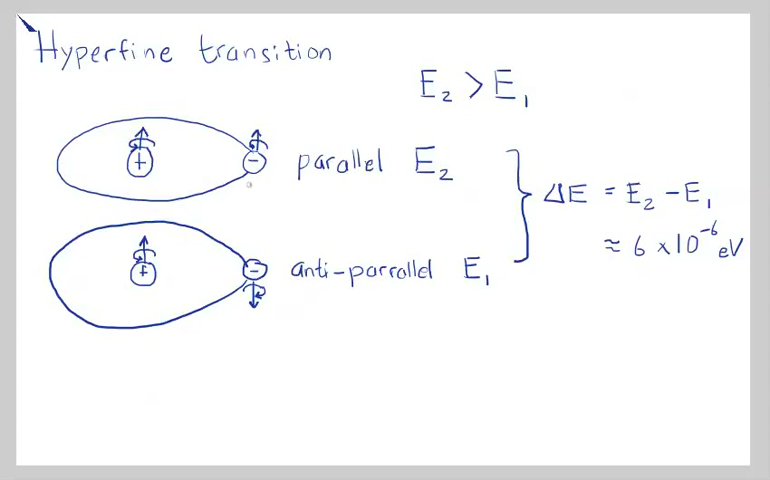 Hyperfine transition
E₂ > E₁
+ − parallel E₂
ΔE = E₂ − E₁
≈ 6 × 10⁻⁶ eV
+ − anti-parrallel E₁